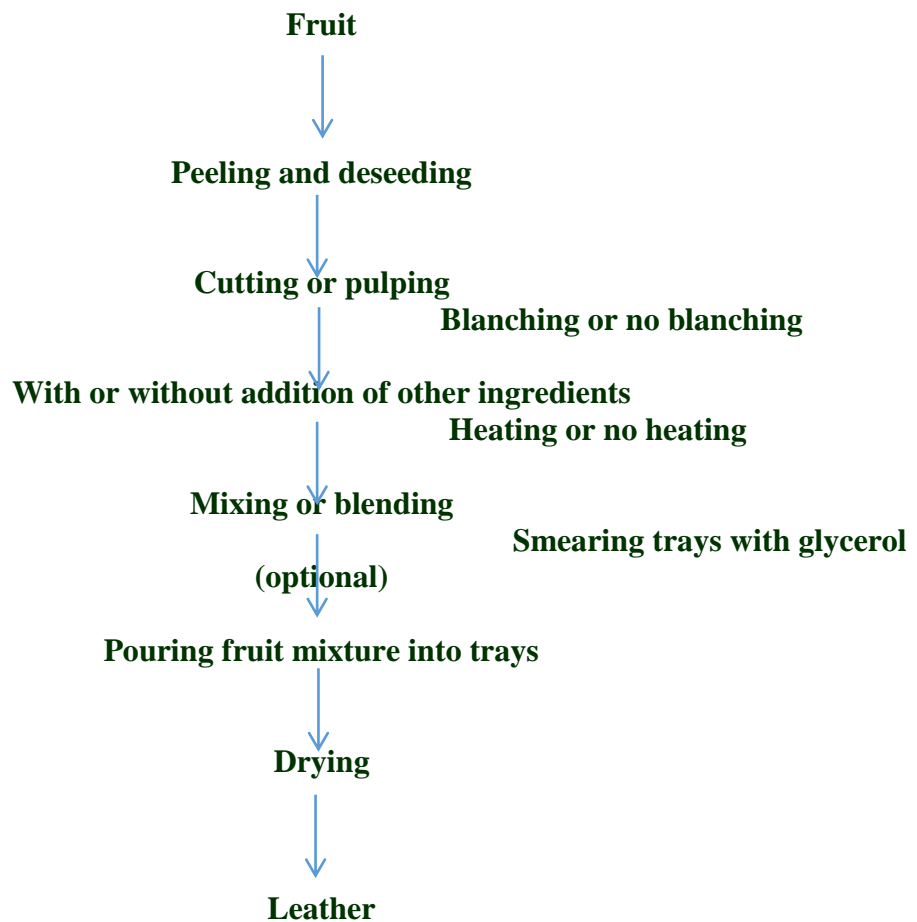 Fruit
Peeling and deseeding
Cutting or pulping
Blanching or no blanching
With or without addition of other ingredients
Heating or no heating
Mixing or blending
Smearing trays with glycerol
(optional)
Pouring fruit mixture into trays
Drying
Leather